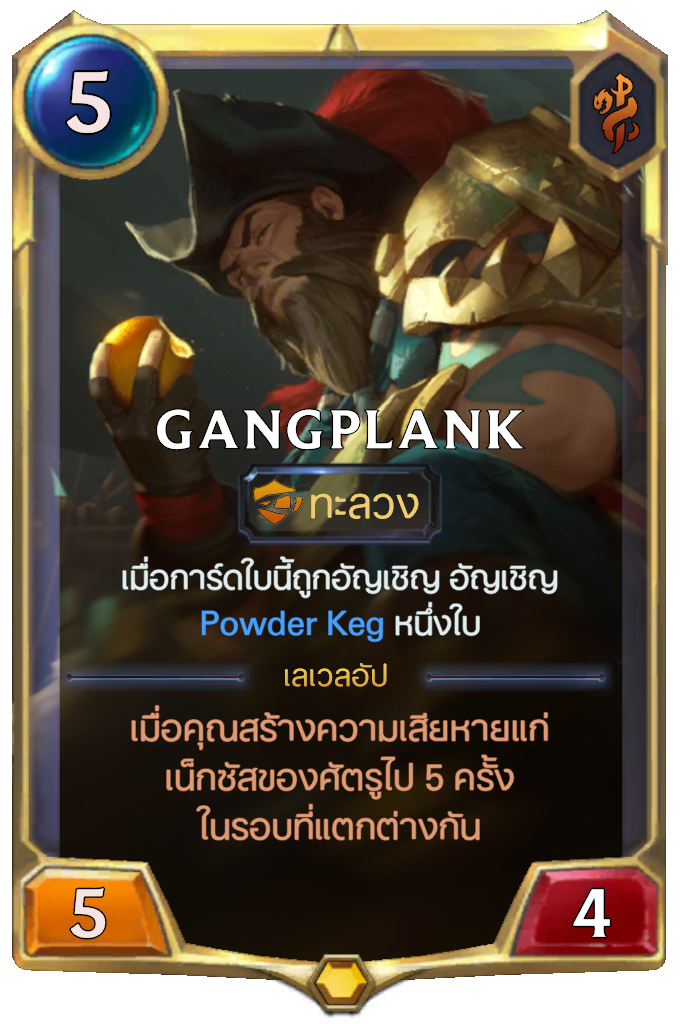 5
GANGPLANK
ทะลวง
เมื่อการ์ดใบนี้ถูกอัญเชิญ อัญเชิญ
Powder Keg หนึ่งใบ
เลเวลอัป
เมื่อคุณสร้างความเสียหายแก่
เน็กซัสของศัตรูไป 5 ครั้ง
ในรอบที่แตกต่างกัน
5
4